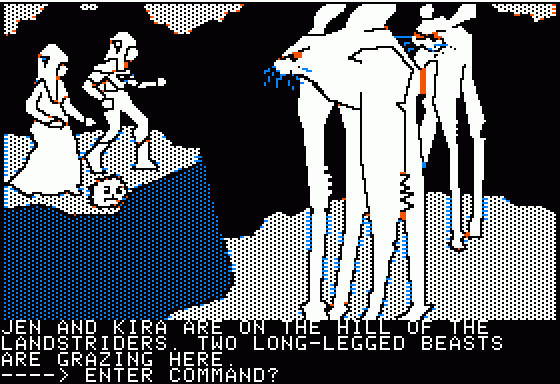 JEN AND KIRA ARE ON THE HILL OF THE
LANDSTRIDERS. TWO LONG-LEGGED BEASTS
ARE GRAZING HERE.
----> ENTER COMMAND?